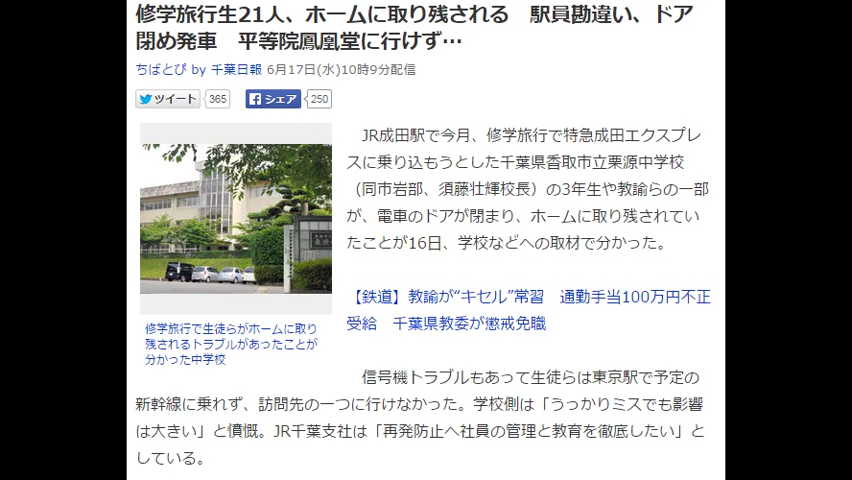 修学旅行生21人、ホームに取り残される　駅員勘違い、ドア
閉め発車　平等院鳳凰堂に行けず…
ちばとぴ by 千葉日報 6月17日(水)10時9分配信
ツイート 365 シェア 250
JR成田駅で今月、修学旅行で特急成田エクスプレ
スに乗り込もうとした千葉県香取市立栗源中学校
（同市岩部、須藤壮輝校長）の3年生や教諭らの一部
が、電車のドアが閉まり、ホームに取り残されてい
たことが16日、学校などへの取材で分かった。
【鉄道】教諭が“キセル”常習　通勤手当100万円不正
受給　千葉県教委が懲戒免職
修学旅行で生徒らがホームに取り
残されるトラブルがあったことが
分かった中学校
信号機トラブルもあって生徒らは東京駅で予定の
新幹線に乗れず、訪問先の一つに行けなかった。学校側は「うっかりミスでも影響
は大きい」と憤慨。JR千葉支社は「再発防止へ社員の管理と教育を徹底したい」と
している。